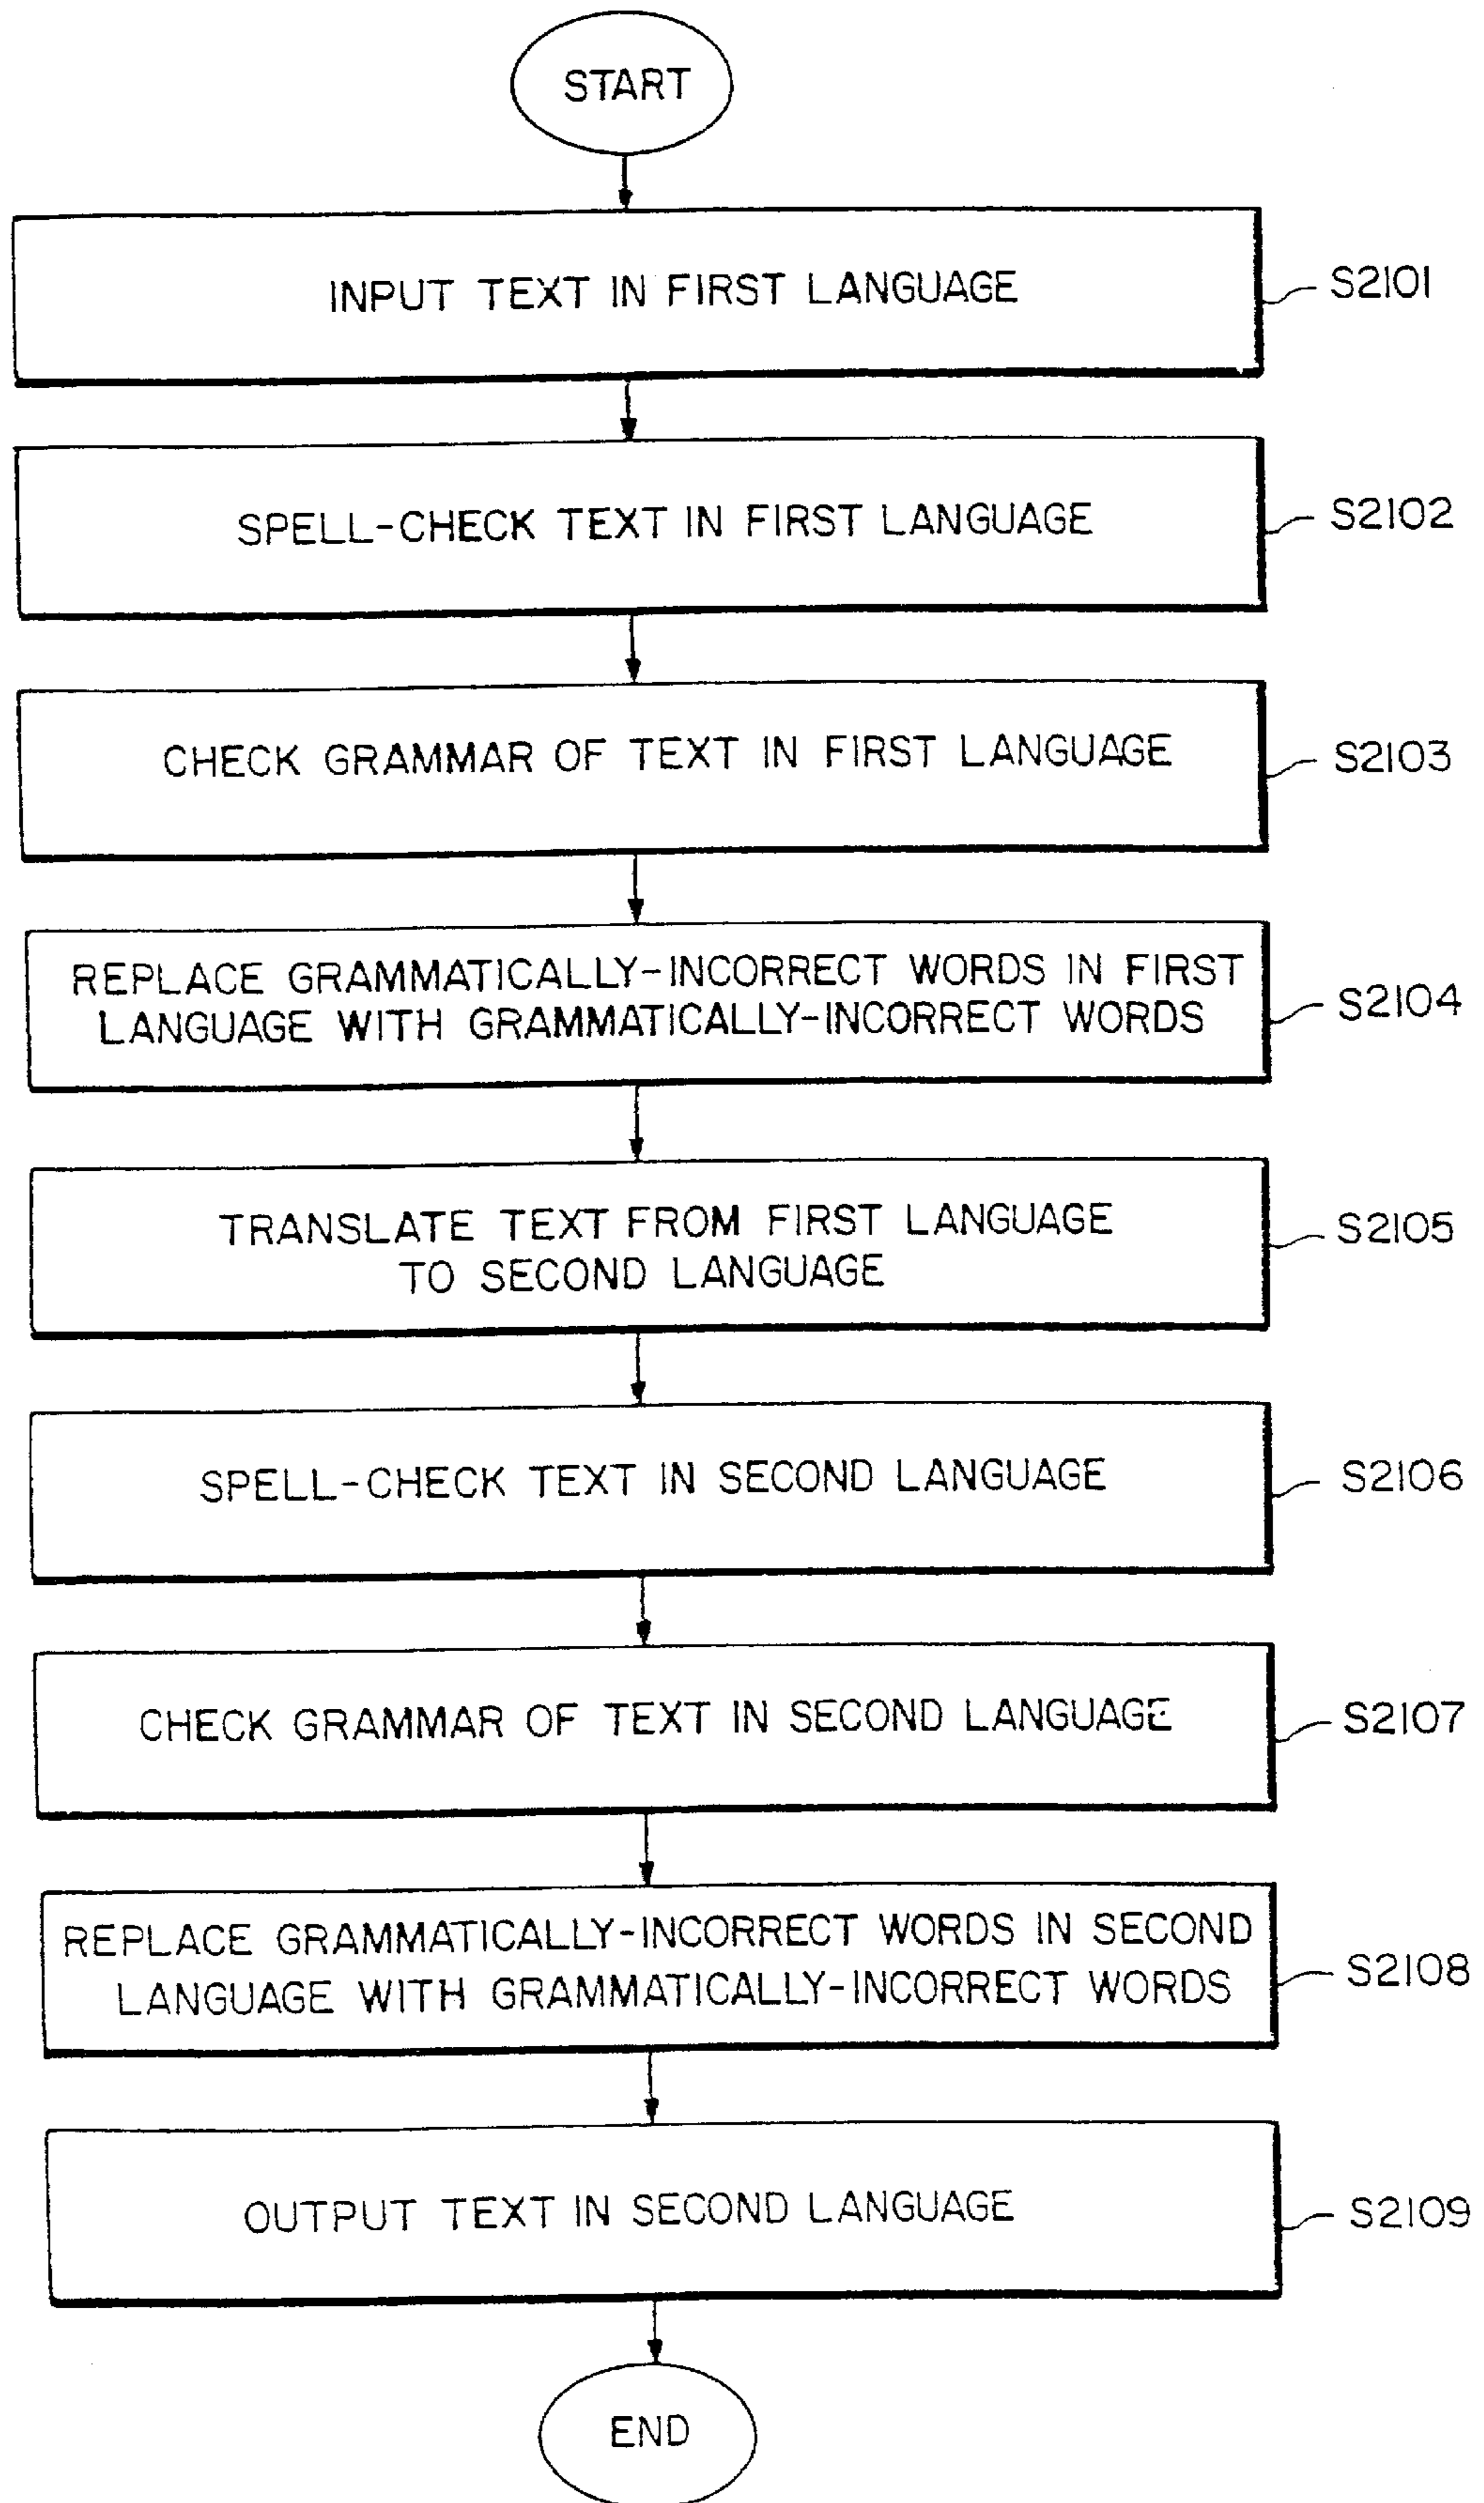 START
INPUT TEXT IN FIRST LANGUAGE
S2101
SPELL-CHECK TEXT IN FIRST LANGUAGE
S2102
CHECK GRAMMAR OF TEXT IN FIRST LANGUAGE
S2103
REPLACE GRAMMATICALLY-INCORRECT WORDS IN FIRST
LANGUAGE WITH GRAMMATICALLY-INCORRECT WORDS
S2104
TRANSLATE TEXT FROM FIRST LANGUAGE
TO SECOND LANGUAGE
S2105
SPELL-CHECK TEXT IN SECOND LANGUAGE
S2106
CHECK GRAMMAR OF TEXT IN SECOND LANGUAGE
S2107
REPLACE GRAMMATICALLY-INCORRECT WORDS IN SECOND
LANGUAGE WITH GRAMMATICALLY-INCORRECT WORDS
S2108
OUTPUT TEXT IN SECOND LANGUAGE
S2109
END